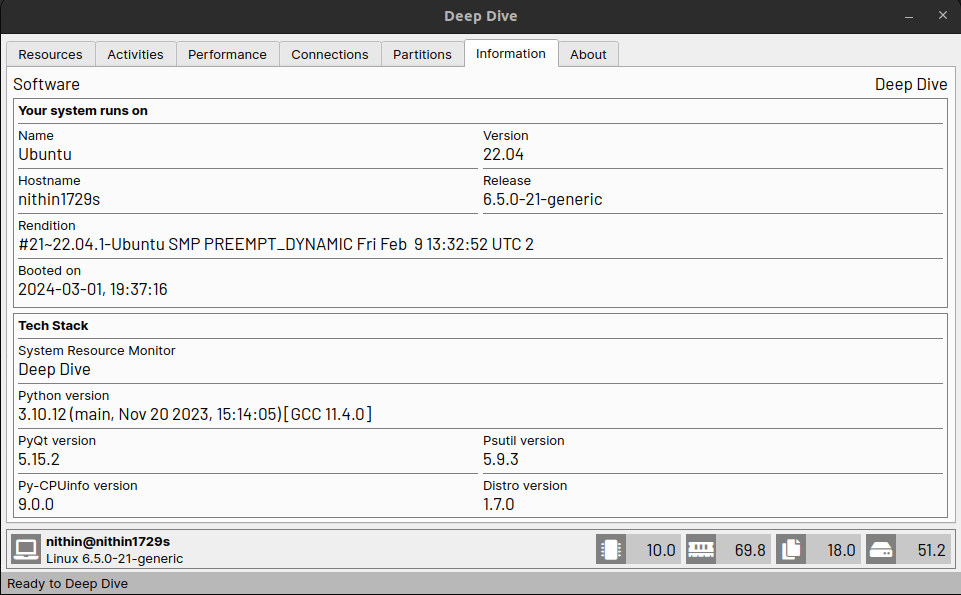 Deep Dive
Resources Activities Performance Connections Partitions Information About
Software Deep Dive
Your system runs on
Name Version
Ubuntu 22.04
Hostname Release
nithin1729s 6.5.0-21-generic
Rendition
#21~22.04.1-Ubuntu SMP PREEMPT_DYNAMIC Fri Feb  9 13:32:52 UTC 2
Booted on
2024-03-01, 19:37:16
Tech Stack
System Resource Monitor
Deep Dive
Python version
3.10.12 (main, Nov 20 2023, 15:14:05) [GCC 11.4.0]
PyQt version Psutil version
5.15.2 5.9.3
Py-CPUinfo version Distro version
9.0.0 1.7.0
nithin@nithin1729s
Linux 6.5.0-21-generic 10.0 69.8 18.0 51.2
Ready to Deep Dive